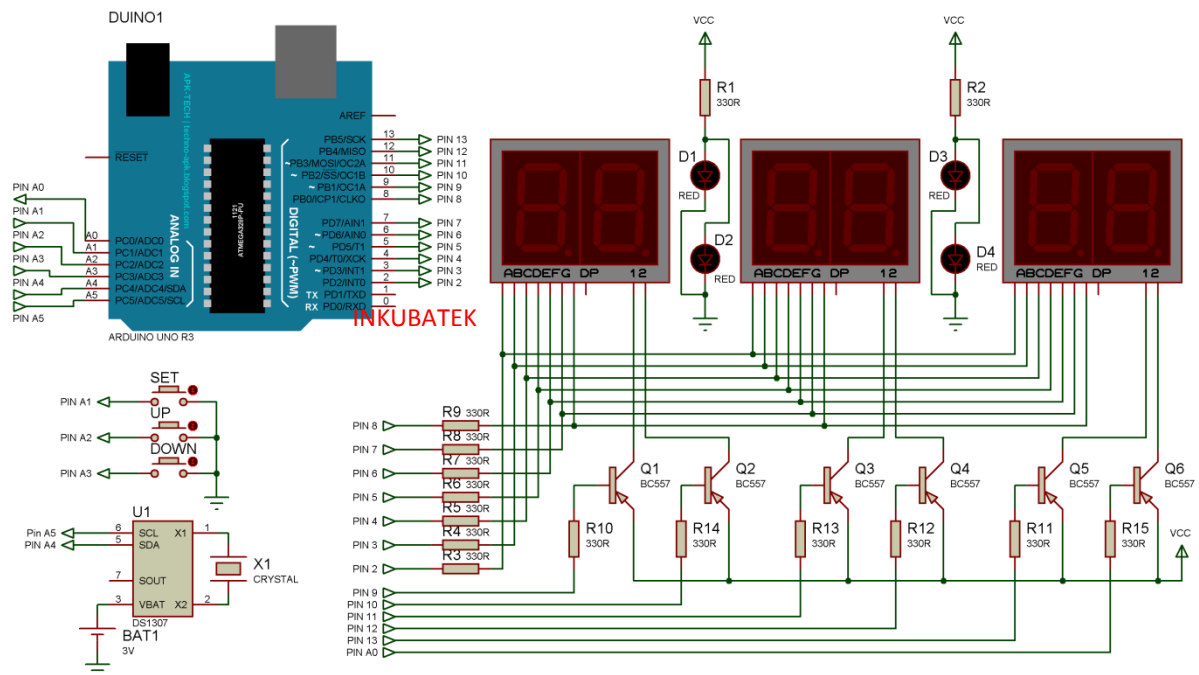 DUINO1
APK-TECH | techno-apk.blogspot.com
RESET
AREF
PB5/SCK 13 PIN 13
PB4/MISO 12 PIN 12
~PB3/MOSI/OC2A 11 PIN 11
~ PB2/SS/OC1B 10 PIN 10
~ PB1/OC1A 9 PIN 9
PB0/ICP1/CLKO 8 PIN 8
PD7/AIN1 7 PIN 7
~ PD6/AIN0 6 PIN 6
~ PD5/T1 5 PIN 5
PD4/T0/XCK 4 PIN 4
~ PD3/INT1 3 PIN 3
PD2/INT0 2 PIN 2
TX PD1/TXD 1
RX PD0/RXD 0
DIGITAL (~PWM)
ANALOG IN
1121
ATMEGA328P-PU
PIN A0
PIN A1
PIN A2
PIN A3
PIN A4
PIN A5
A0 PC0/ADC0
A1 PC1/ADC1
A2 PC2/ADC2
A3 PC3/ADC3
A4 PC4/ADC4/SDA
A5 PC5/ADC5/SCL
ARDUINO UNO R3
INKUBATEK
VCC
R1
330R
D1
RED
D2
RED
VCC
R2
330R
D3
RED
D4
RED
ABCDEFG DP 12
ABCDEFG DP 12
ABCDEFG DP 12
SET
PIN A1
UP
PIN A2
DOWN
PIN A3
U1
Pin A5 6 SCL X1 1
PIN A4 5 SDA
7 SOUT
3 VBAT X2 2
DS1307
X1
CRYSTAL
BAT1
3V
PIN 8 R9 330R
PIN 7 R8 330R
PIN 6 R7 330R
PIN 5 R6 330R
PIN 4 R5 330R
PIN 3 R4 330R
PIN 2 R3 330R
PIN 9
PIN 10
PIN 11
PIN 12
PIN 13
PIN A0
Q1
BC557
Q2
BC557
Q3
BC557
Q4
BC557
Q5
BC557
Q6
BC557
R10
330R
R14
330R
R13
330R
R12
330R
R11
330R
R15
330R
VCC